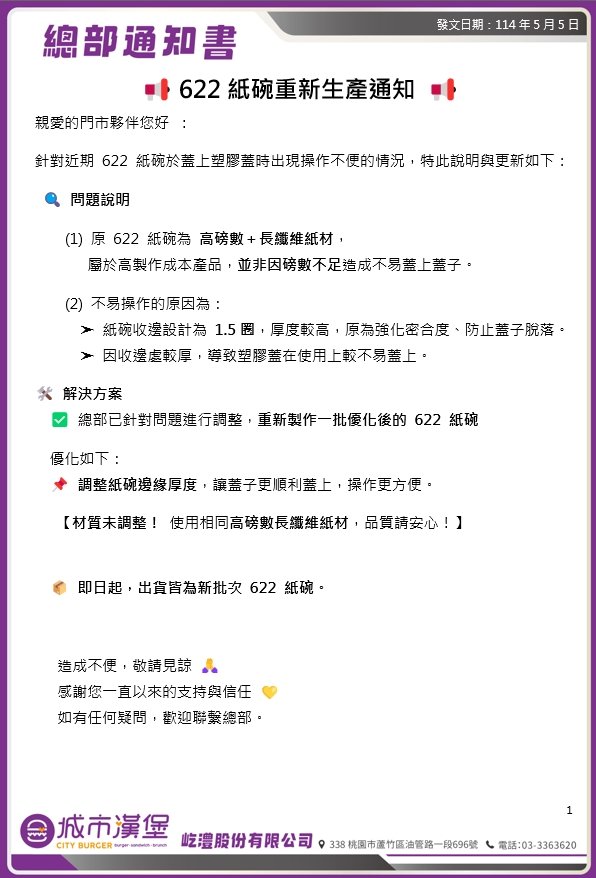 發文日期：114 年 5 月 5 日
總部通知書
622 紙碗重新生產通知
親愛的門市夥伴您好 ：
針對近期 622 紙碗於蓋上塑膠蓋時出現操作不便的情況，特此說明與更新如下：
問題說明
(1) 原 622 紙碗為 高磅數＋長纖維紙材，
屬於高製作成本產品，並非因磅數不足造成不易蓋上蓋子。
(2) 不易操作的原因為：
➤ 紙碗收邊設計為 1.5 圈，厚度較高，原為強化密合度、防止蓋子脫落。
➤ 因收邊處較厚，導致塑膠蓋在使用上較不易蓋上。
解決方案
✅ 總部已針對問題進行調整，重新製作一批優化後的 622 紙碗
優化如下：
📌 調整紙碗邊緣厚度，讓蓋子更順利蓋上，操作更方便。
【材質未調整！ 使用相同高磅數長纖維紙材，品質請安心！】
📦 即日起，出貨皆為新批次 622 紙碗。
造成不便，敬請見諒 🙏
感謝您一直以來的支持與信任 💛
如有任何疑問，歡迎聯繫總部。
1
城市漢堡
CITY BURGER burger·sandwich·brunch
屹澧股份有限公司 338 桃園市蘆竹區油管路一段696號 電話:03-3363620